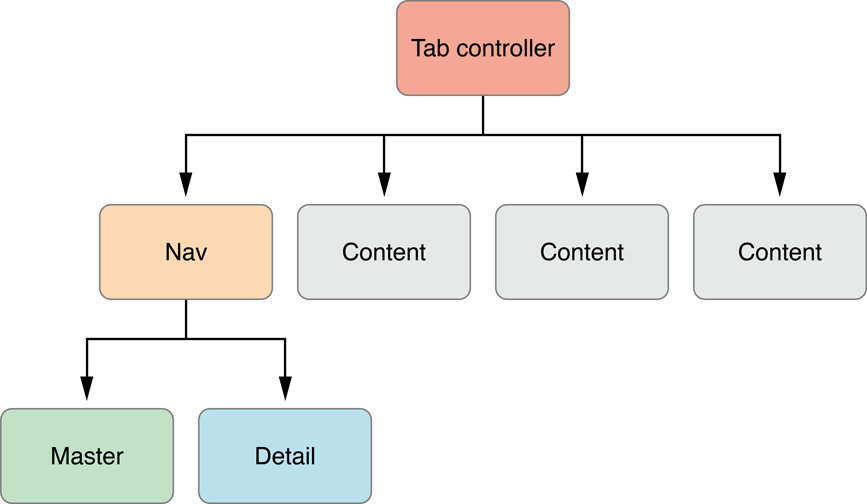 Tab controller
Nav
Content
Content
Content
Master
Detail